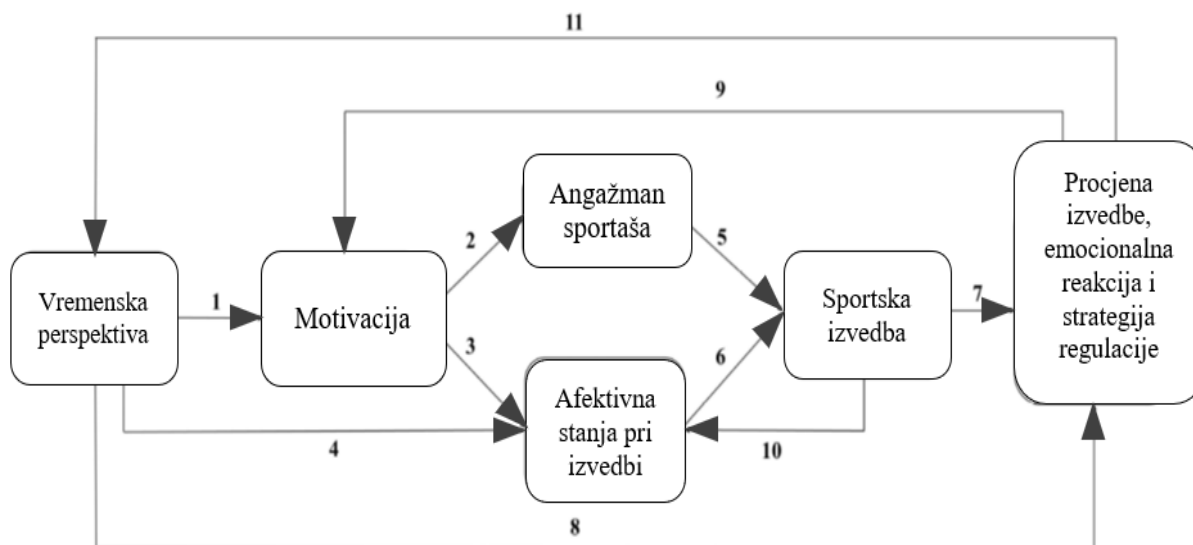 11
9
Angažman
sportaša
Procjena
izvedbe,
emocionalna
reakcija i
strategija
regulacije
2
5
Vremenska
perspektiva
1
Motivacija
Sportska
izvedba
7
3
6
Afektivna
stanja pri
izvedbi
4
10
8